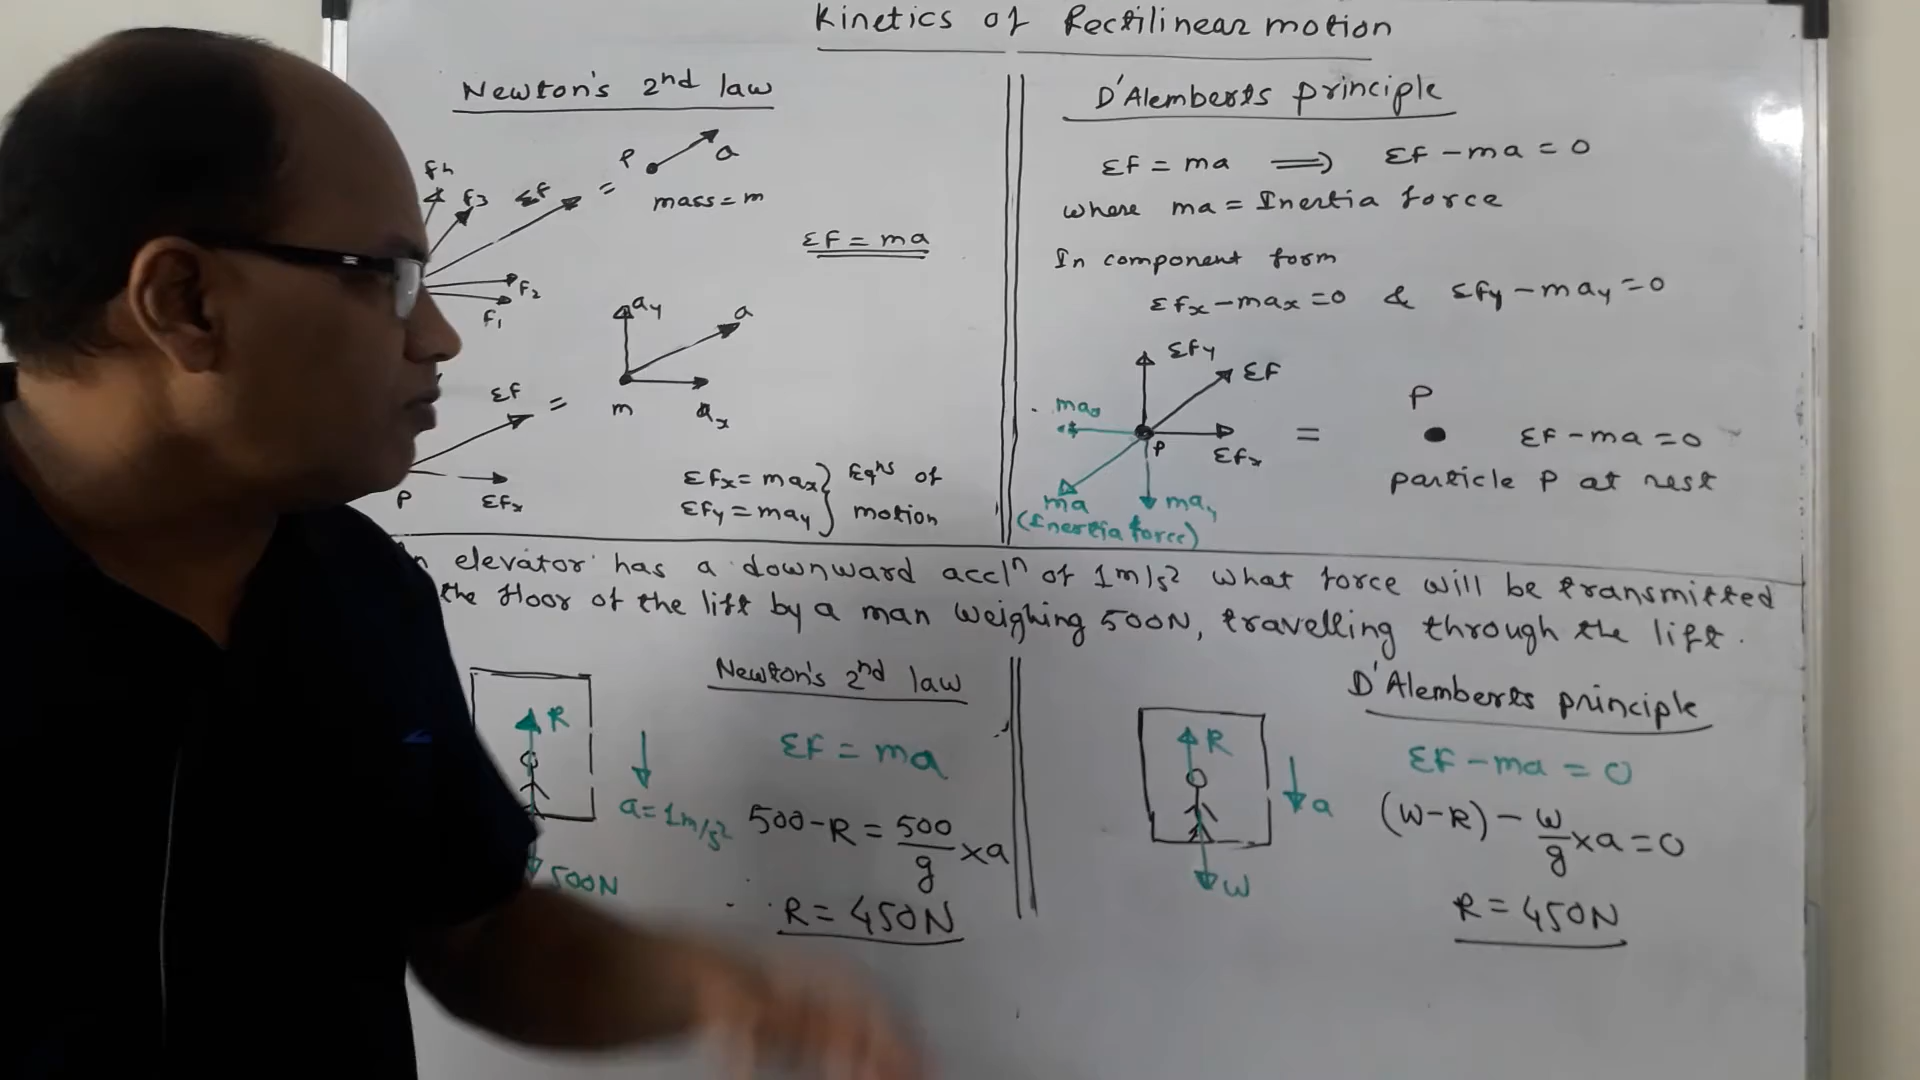 Kinetics of Rectilinear motion
Newton's 2nd law
F4
F3
ΣF
=
P
a
mass = m
ΣF = ma
F2
F1
ay
a
ΣF
=
m
ax
P
ΣFx
ΣFx = max } Eqns of
ΣFy = may } motion
D'Alemberts principle
ΣF = ma ⟹ ΣF - ma = 0
where ma = Inertia force
In component form
ΣFx - max = 0 & ΣFy - may = 0
ΣFy
ΣF
max
P
ΣFx
ma
(Inertia force)
may
=
P
ΣF - ma = 0
particle P at rest
elevator has a downward accln of 1m/s2 what force will be transmitted
the floor of the lift by a man weighing 500N, travelling through the lift.
R
a = 1m/s2
500N
Newton's 2nd law
ΣF = ma
500 - R = 500/g × a
R = 450N
R
a
W
D'Alemberts principle
ΣF - ma = 0
(W-R) - W/g × a = 0
R = 450N